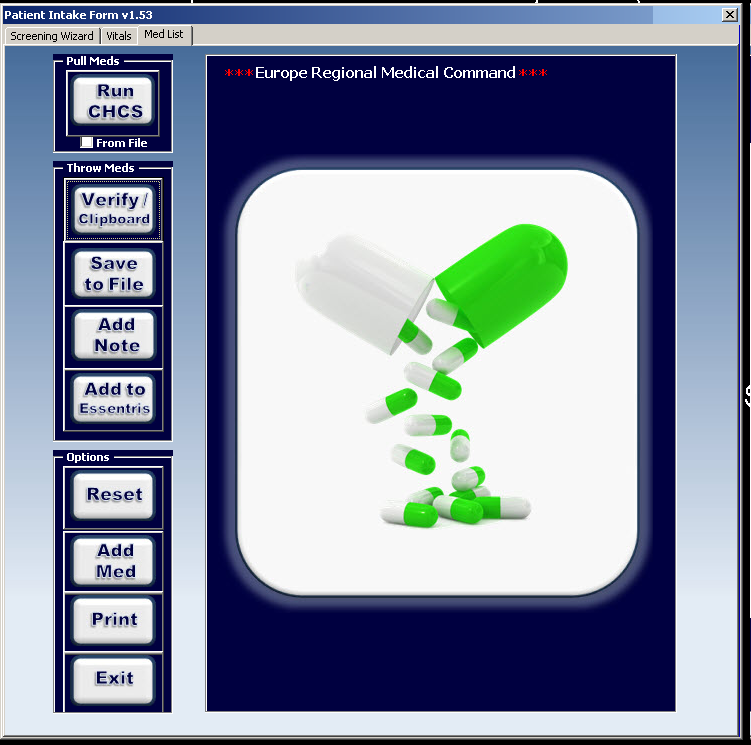 Patient Intake Form v1.53
Screening Wizard Vitals Med List
Pull Meds
Run
CHCS
From File
Throw Meds
Verify /
Clipboard
Save
to File
Add
Note
Add to
Essentris
Options
Reset
Add
Med
Print
Exit
***Europe Regional Medical Command***